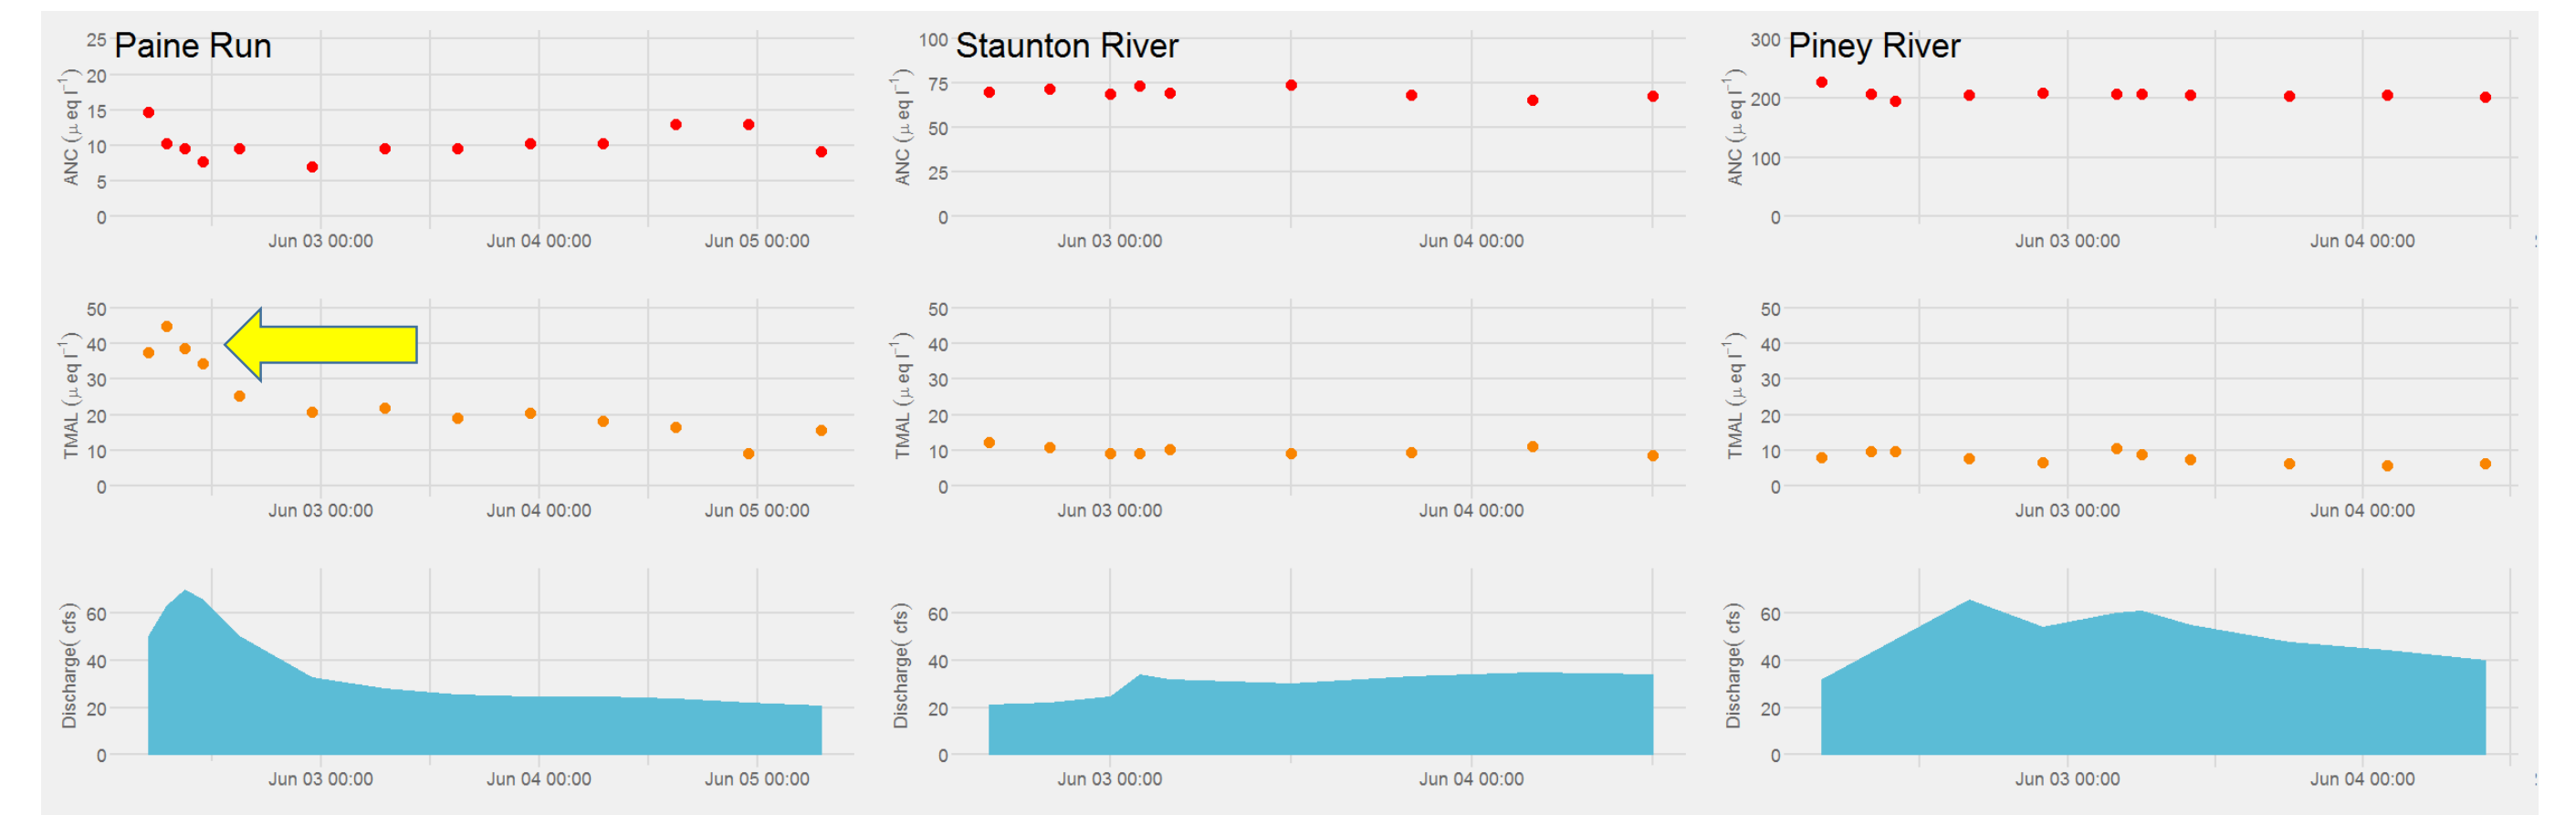 Paine Run
25
20
15
10
5
0
ANC (μ eq l⁻¹)
Jun 03 00:00 Jun 04 00:00 Jun 05 00:00
Staunton River
100
75
50
25
0
ANC (μ eq l⁻¹)
Jun 03 00:00 Jun 04 00:00
Piney River
300
200
100
0
ANC (μ eq l⁻¹)
Jun 03 00:00 Jun 04 00:00
50
40
30
20
10
0
TMAL (μ eq l⁻¹)
Jun 03 00:00 Jun 04 00:00 Jun 05 00:00
50
40
30
20
10
0
TMAL (μ eq l⁻¹)
Jun 03 00:00 Jun 04 00:00
50
40
30
20
10
0
TMAL (μ eq l⁻¹)
Jun 03 00:00 Jun 04 00:00
60
40
20
0
Discharge( cfs)
Jun 03 00:00 Jun 04 00:00 Jun 05 00:00
60
40
20
0
Discharge( cfs)
Jun 03 00:00 Jun 04 00:00
60
40
20
0
Discharge( cfs)
Jun 03 00:00 Jun 04 00:00